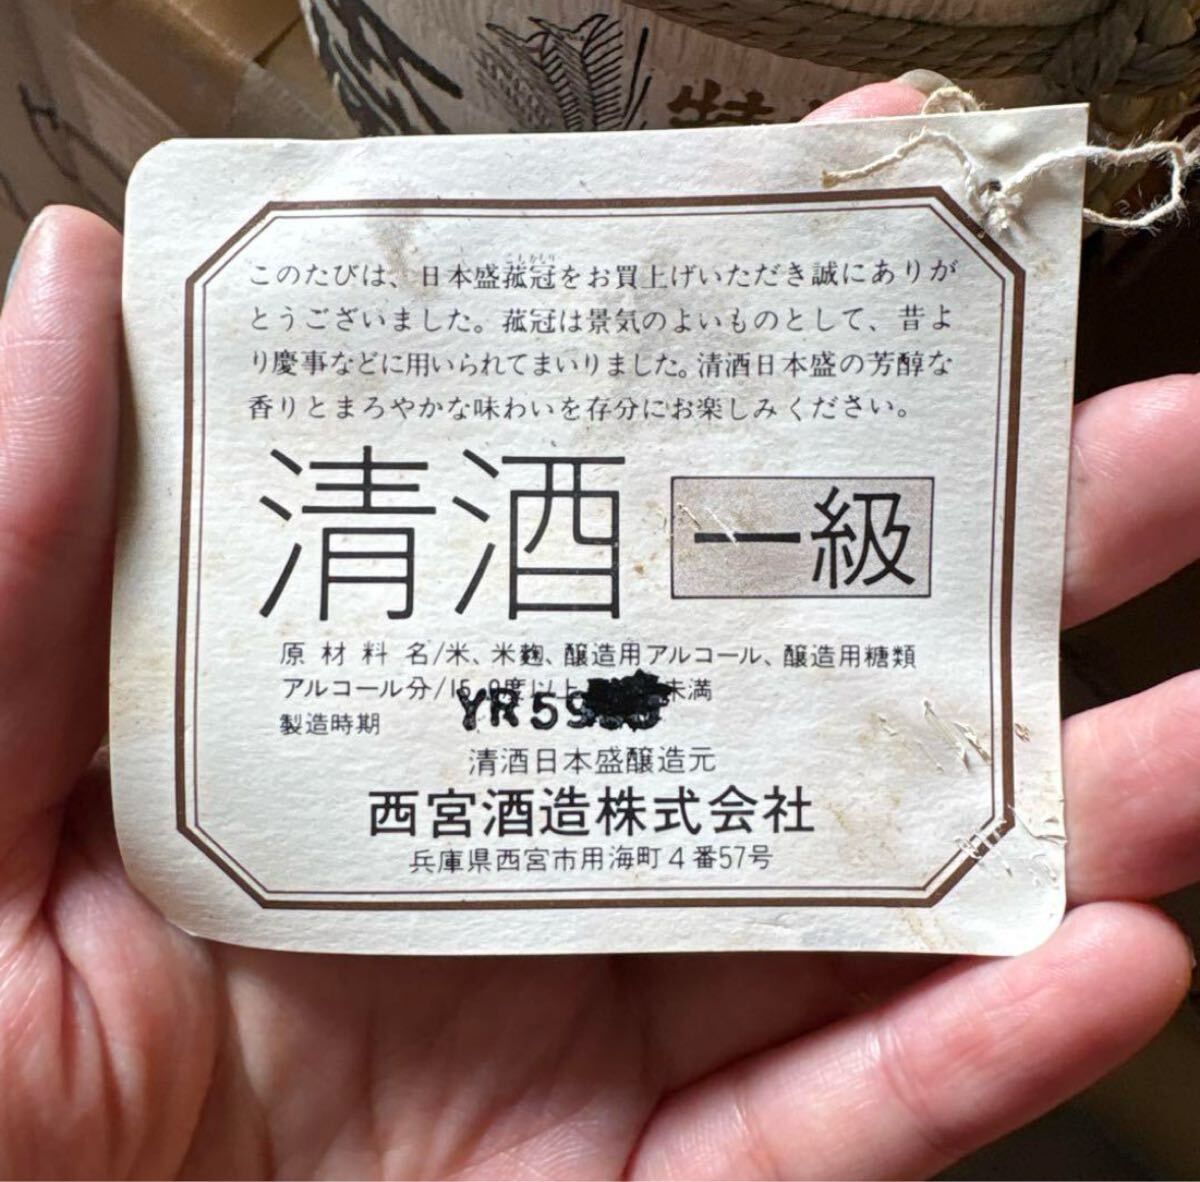 特
このたびは、日本盛菰冠をお買上げいただき誠にありが
とうございました。菰冠は景気のよいものとして、昔よ
り慶事などに用いられてまいりました。清酒日本盛の芳醇な
香りとまろやかな味わいを存分にお楽しみください。
清酒 一級
原材料名/米、米麹、醸造用アルコール、醸造用糖類
アルコール分/15.0度以上 未満
製造時期 YR59
清酒日本盛醸造元
西宮酒造株式会社
兵庫県西宮市用海町4番57号